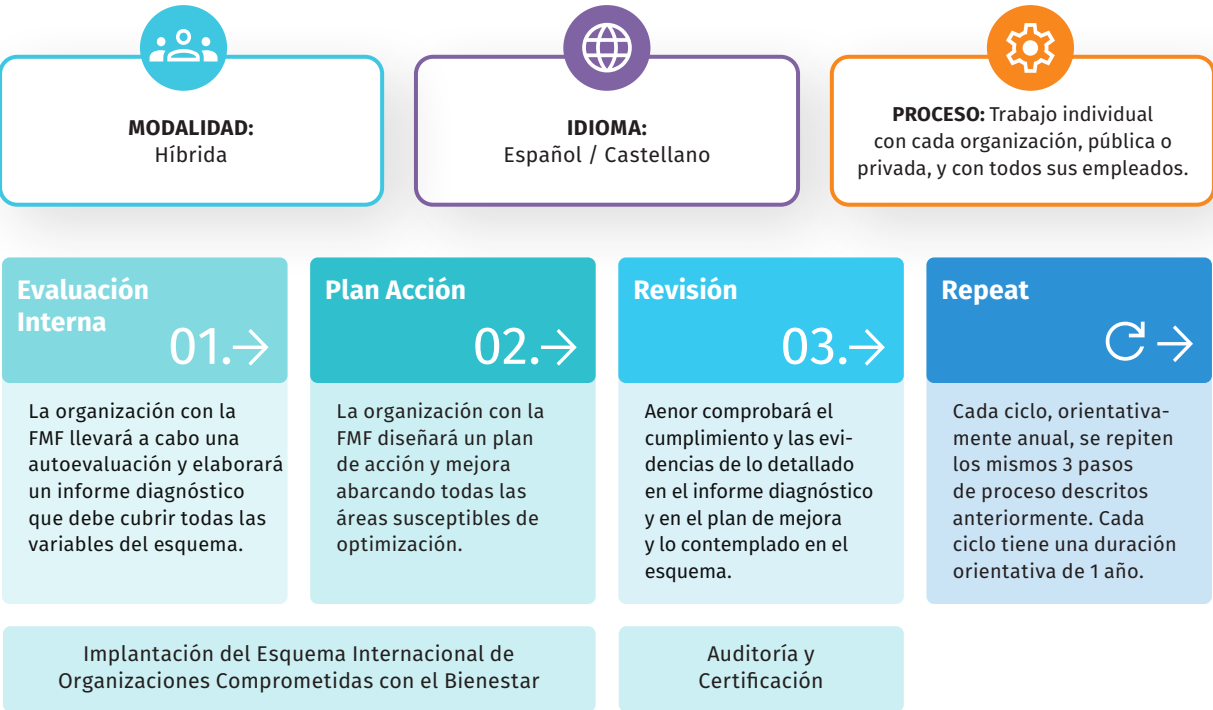 MODALIDAD:
Híbrida
IDIOMA:
Español / Castellano
PROCESO: Trabajo individual
con cada organización, pública o
privada, y con todos sus empleados.
Evaluación
Interna
01.
La organización con la
FMF llevará a cabo una
autoevaluación y elaborará
un informe diagnóstico
que debe cubrir todas las
variables del esquema.
Plan Acción
02.
La organización con la
FMF diseñará un plan
de acción y mejora
abarcando todas las
áreas susceptibles de
optimización.
Revisión
03.
Aenor comprobará el
cumplimiento y las evi-
dencias de lo detallado
en el informe diagnóstico
y en el plan de mejora
y lo contemplado en el
esquema.
Repeat
Cada ciclo, orientativa-
mente anual, se repiten
los mismos 3 pasos
de proceso descritos
anteriormente. Cada
ciclo tiene una duración
orientativa de 1 año.
Implantación del Esquema Internacional de
Organizaciones Comprometidas con el Bienestar
Auditoría y
Certificación